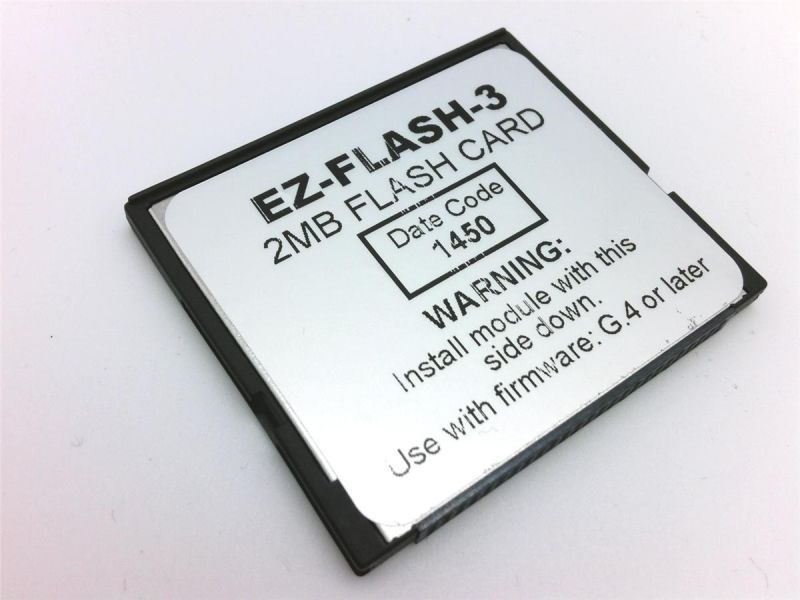 EZ-FLASH-3
2MB FLASH CARD
Date Code
1450
WARNING:
Install module with this
side down.
Use with firmware: G.4 or later